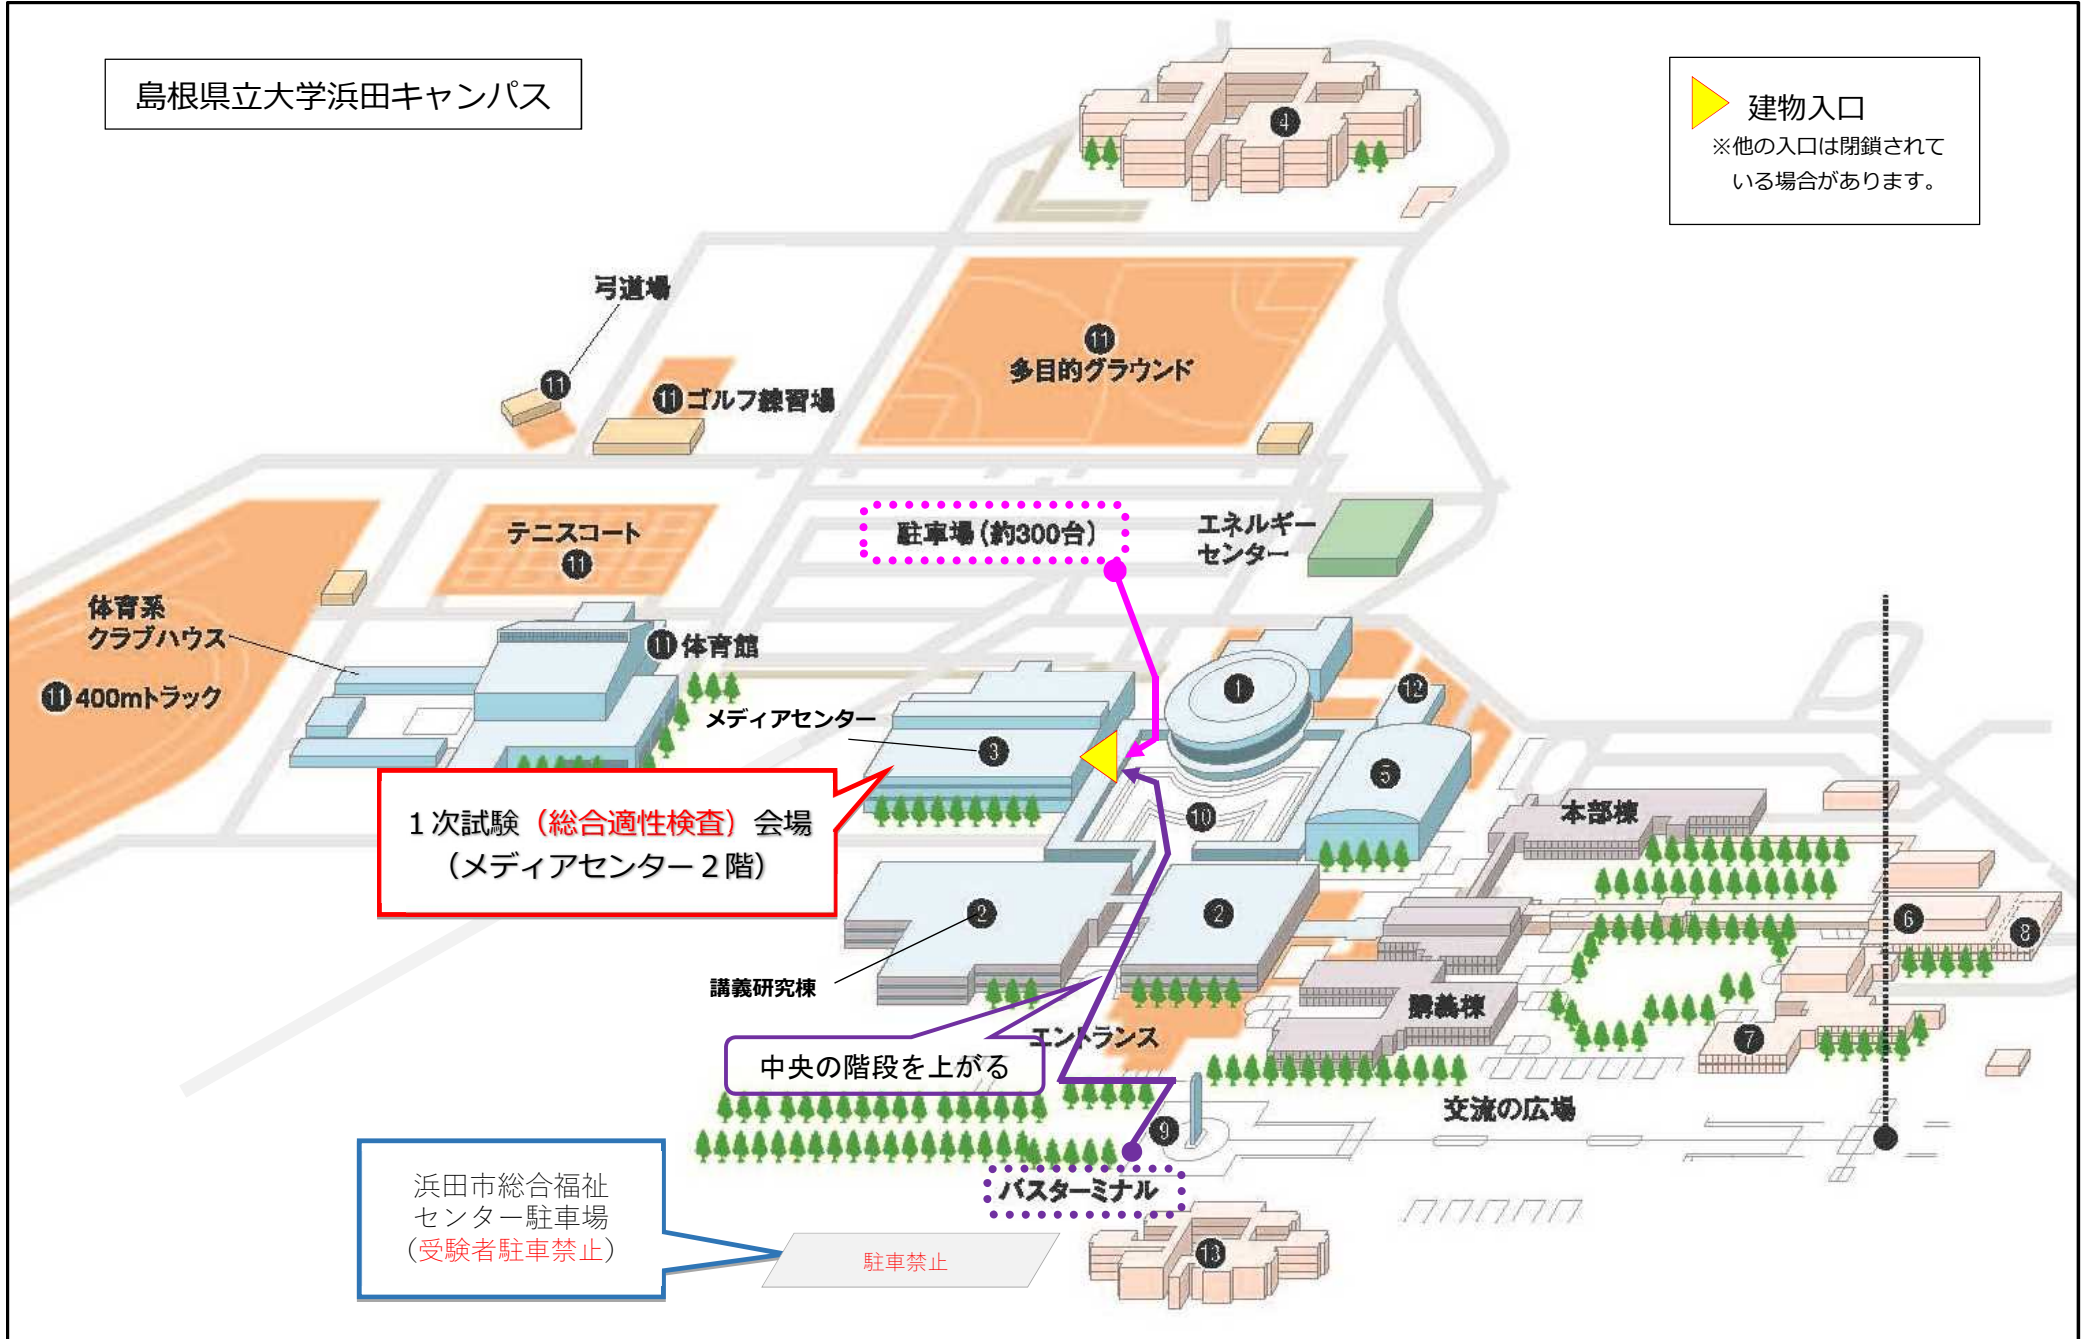 島根県立大学浜田キャンパス
建物入口
※他の入口は閉鎖されて
いる場合があります。
4
弓道場
11
11 ゴルフ練習場
11
多目的グラウンド
駐車場(約300台)
エネルギー
センター
テニスコート
11
体育系
クラブハウス
11 体育館
11 400mトラック
メディアセンター
1
12
3
5
10
1次試験（総合適性検査）会場
（メディアセンター２階）
本部棟
2
2
6
8
講義研究棟
講義棟
エントランス
7
中央の階段を上がる
交流の広場
9
バスターミナル
浜田市総合福祉
センター駐車場
（受験者駐車禁止）
駐車禁止
13